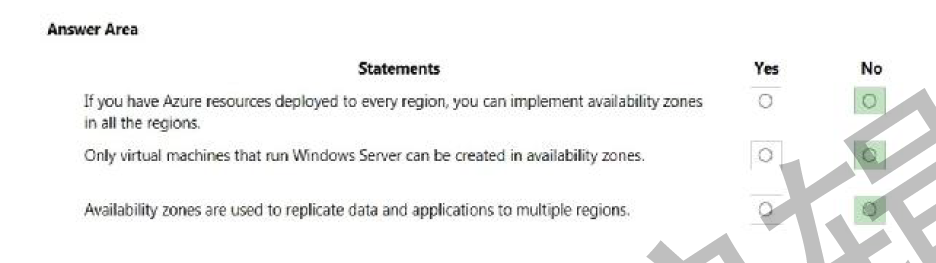 Answer Area
Statements Yes No
If you have Azure resources deployed to every region, you can implement availability zones
in all the regions.
Only virtual machines that run Windows Server can be created in availability zones.
Availability zones are used to replicate data and applications to multiple regions.